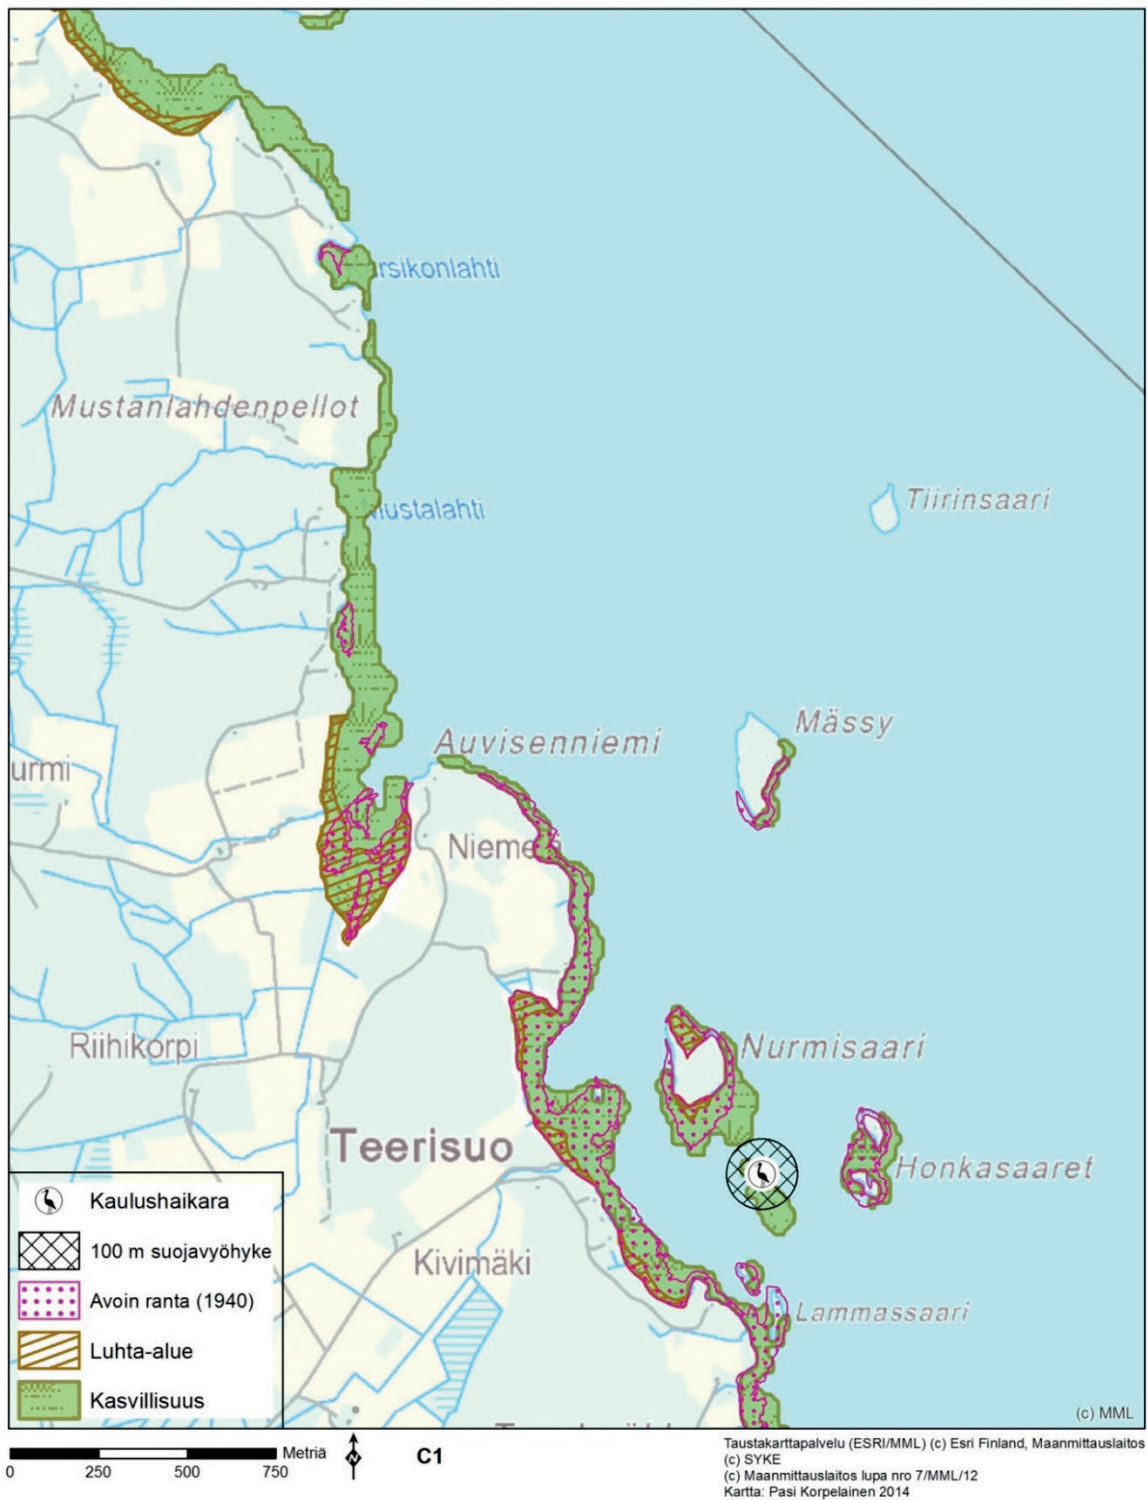 rsikonlahti
Mustanlahdenpellot
Mustalahti
Tiirinsaari
Mässy
Auvisenniemi
urmi
Niemelä
Nurmisaari
Riihikorpi
Teerisuo
Honkasaaret
Kivimäki
Lammassaari
Kaulushaikara
100 m suojavyöhyke
Avoin ranta (1940)
Luhta-alue
Kasvillisuus
(c) MML
0 250 500 750 Metriä
N
C1
Taustakarttapalvelu (ESRI/MML) (c) Esri Finland, Maanmittauslaitos
(c) SYKE
(c) Maanmittauslaitos lupa nro 7/MML/12
Kartta: Pasi Korpelainen 2014